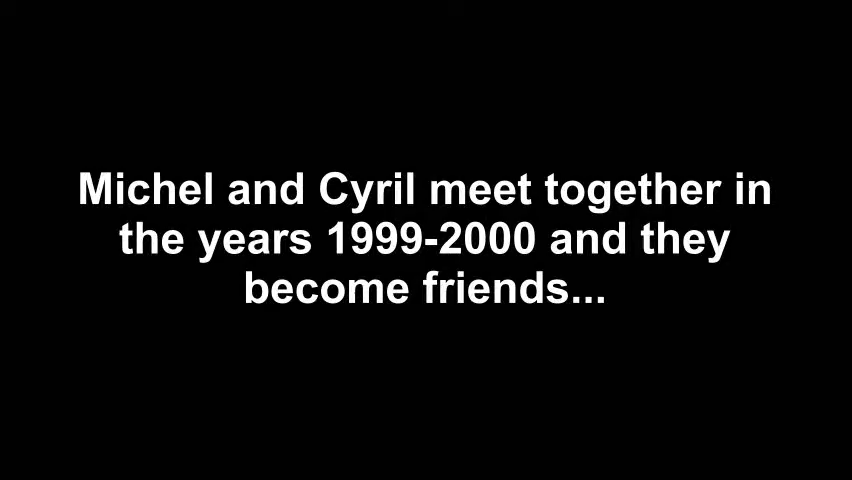 Michel and Cyril meet together in
the years 1999-2000 and they
become friends...